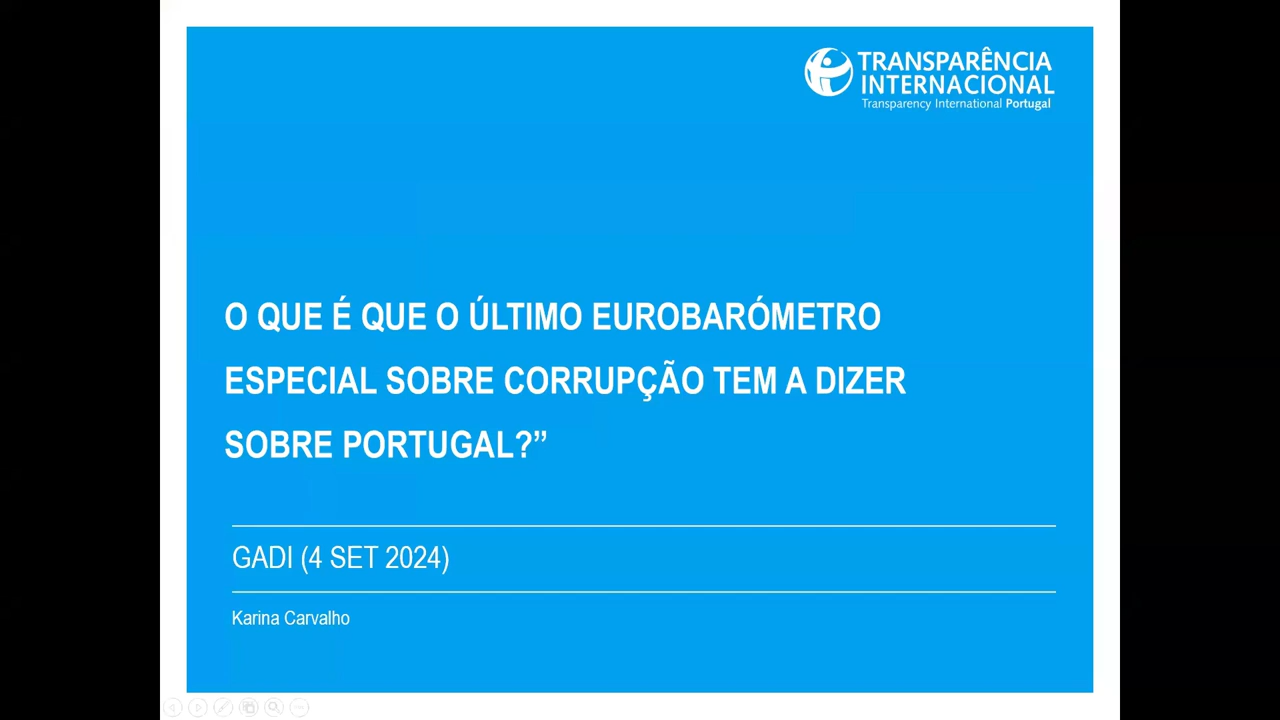 TRANSPARÊNCIA
INTERNACIONAL
Transparency International Portugal
O QUE É QUE O ÚLTIMO EUROBARÓMETRO
ESPECIAL SOBRE CORRUPÇÃO TEM A DIZER
SOBRE PORTUGAL?”
GADI (4 SET 2024)
Karina Carvalho